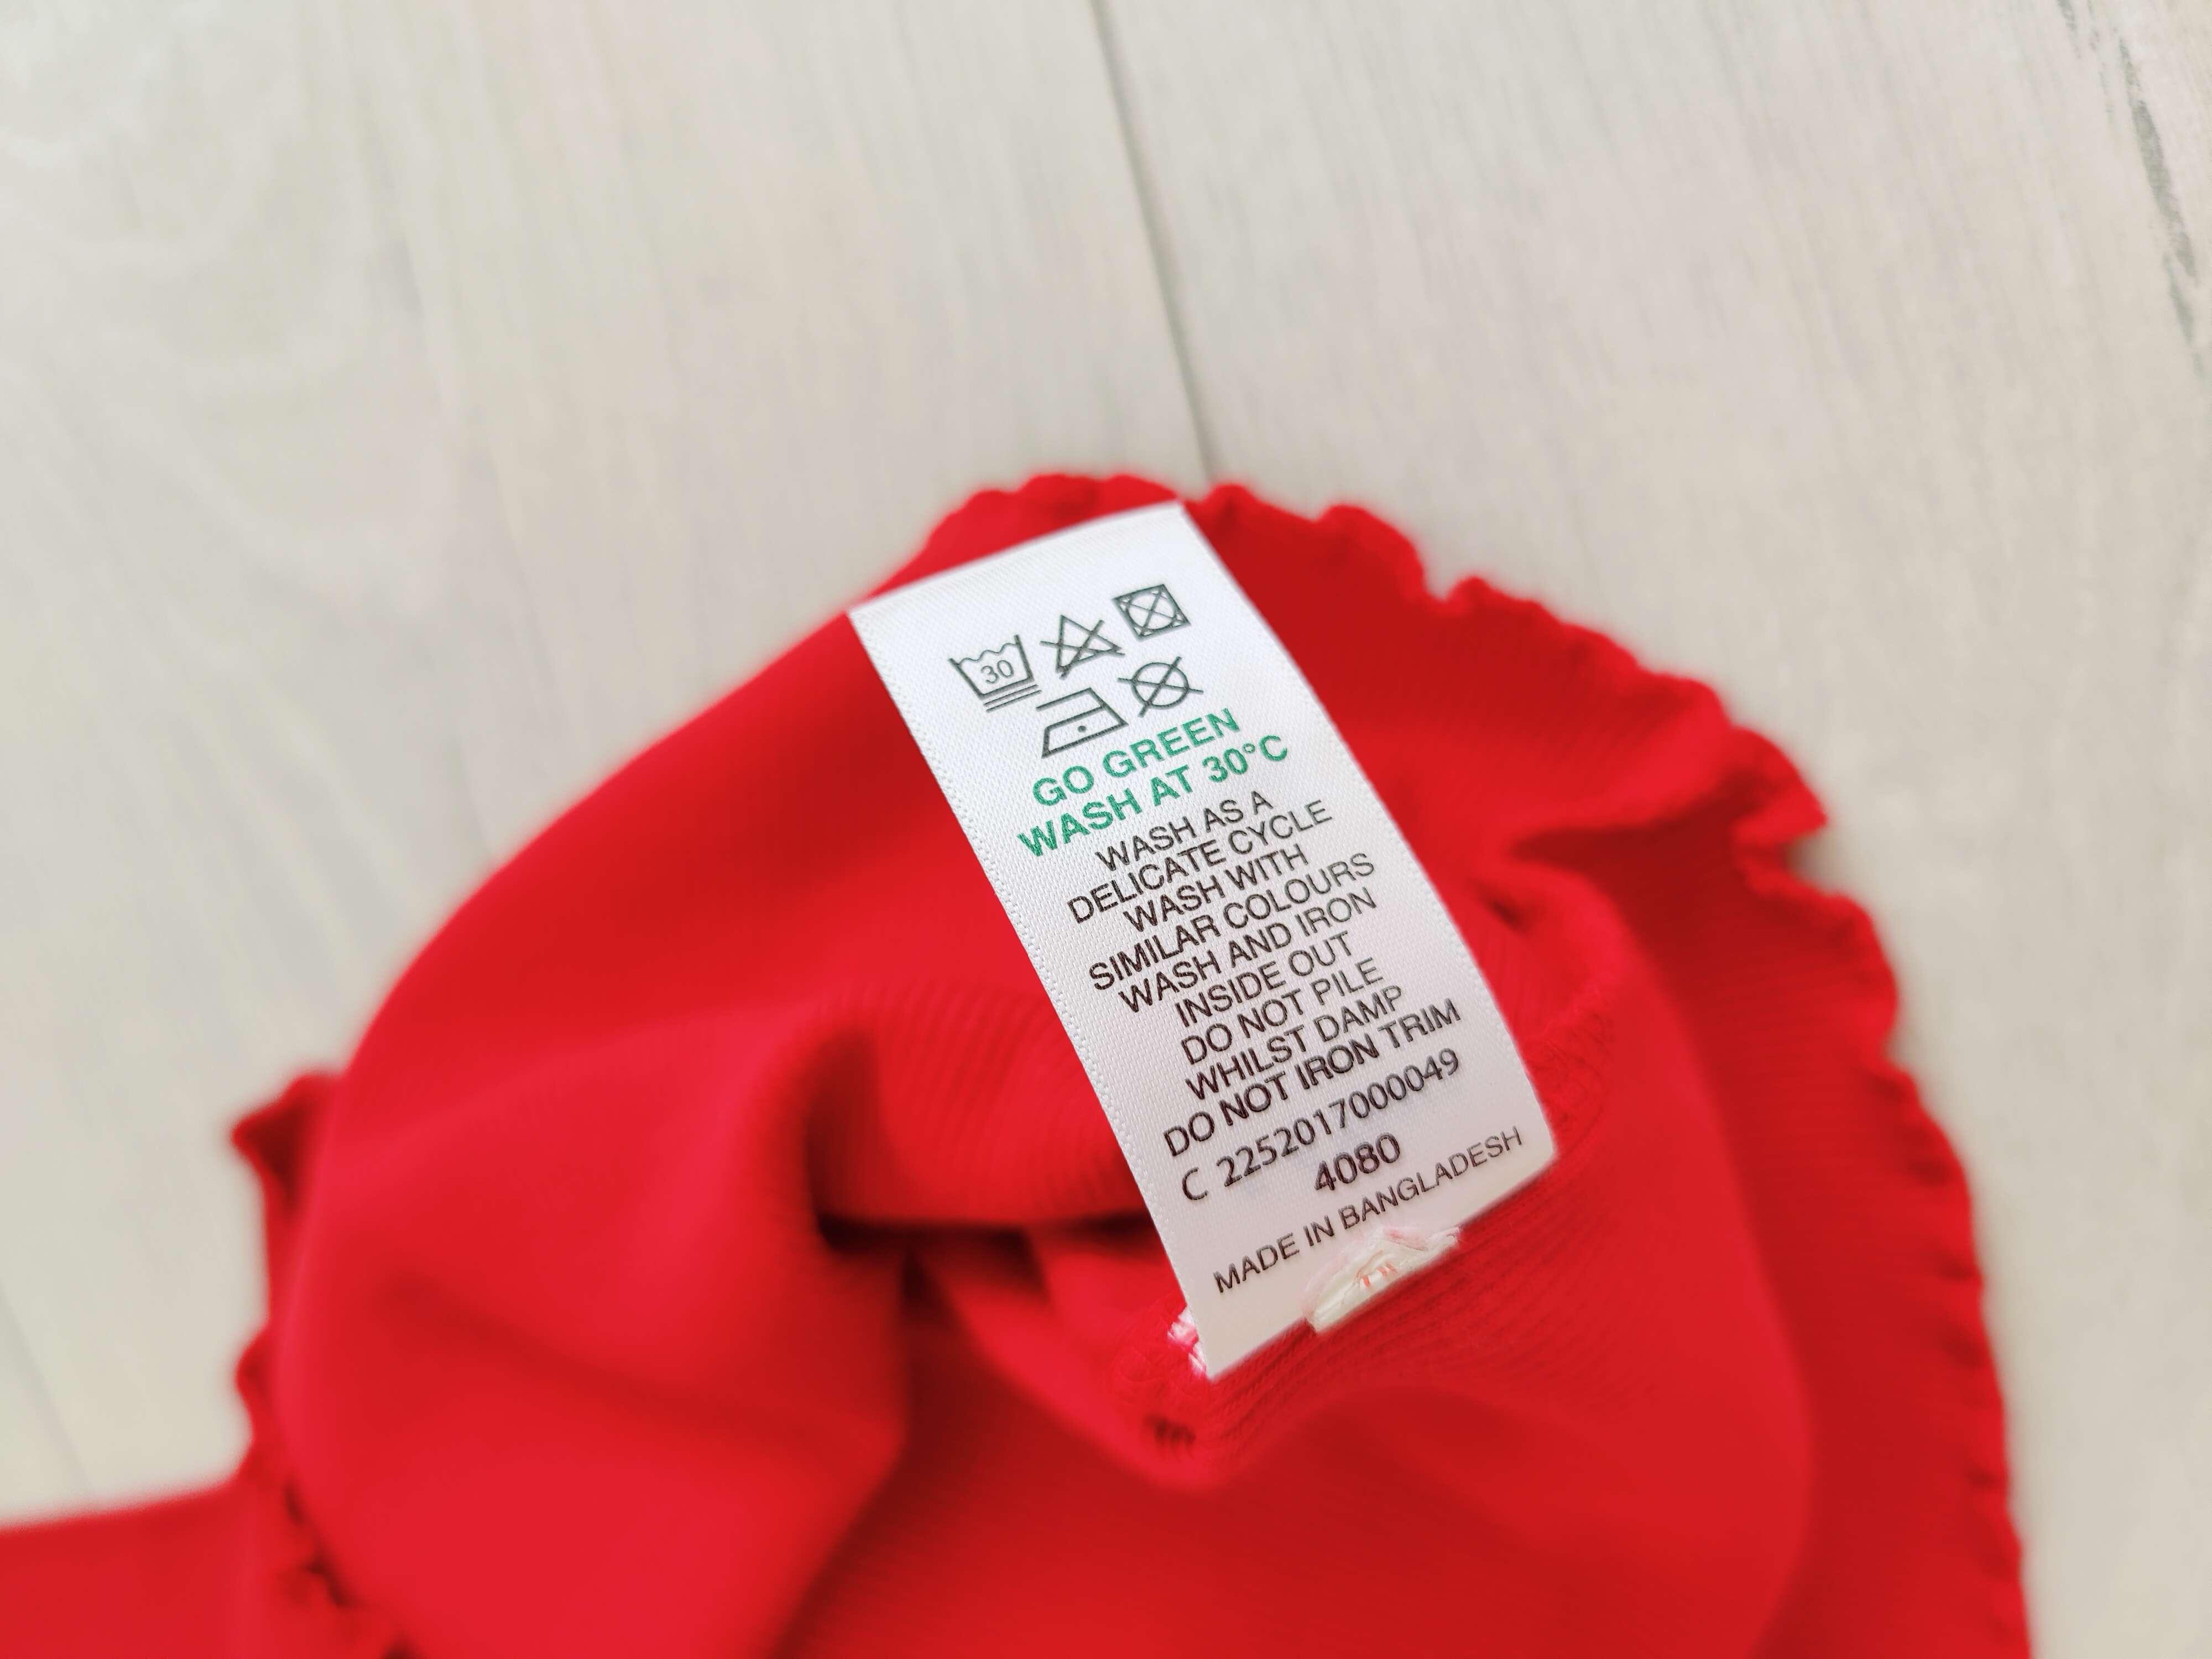 30
GO GREEN
WASH AT 30°C
WASH AS A
DELICATE CYCLE
WASH WITH
SIMILAR COLOURS
WASH AND IRON
INSIDE OUT
DO NOT PILE
WHILST DAMP
DO NOT IRON TRIM
C 2252017000049
4080
MADE IN BANGLADESH